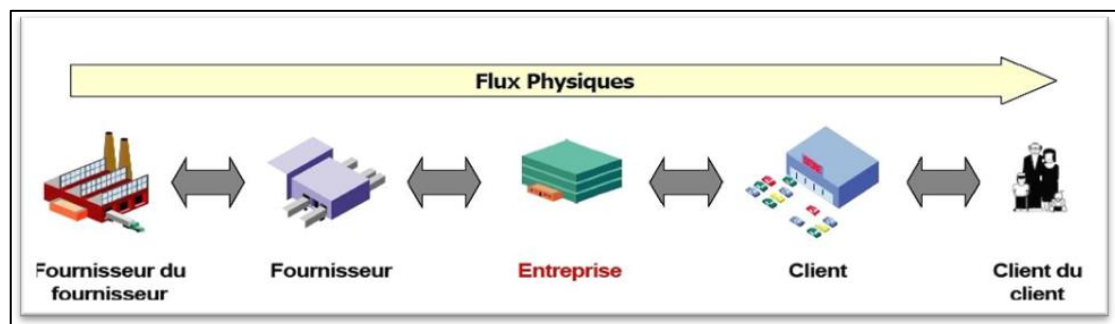 Flux Physiques
Fournisseur du
fournisseur
Fournisseur
Entreprise
Client
Client du
client